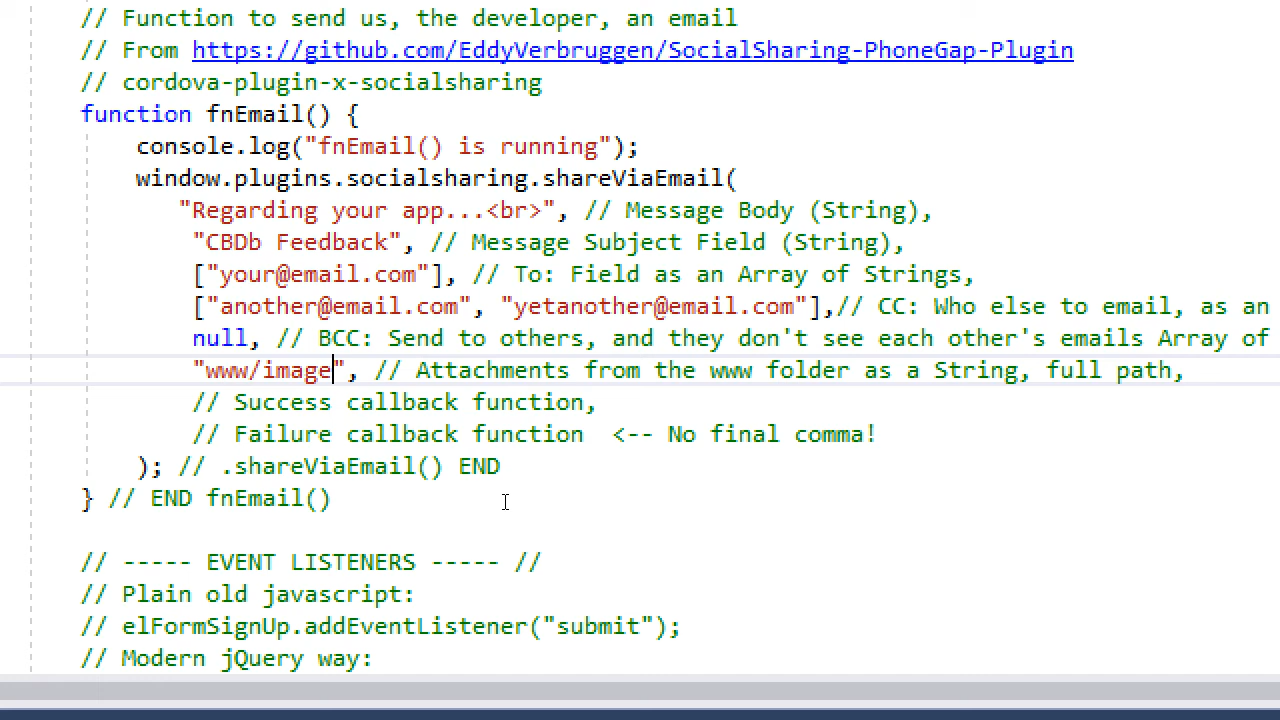 // Function to send us, the developer, an email
// From https://github.com/EddyVerbruggen/SocialSharing-PhoneGap-Plugin
// cordova-plugin-x-socialsharing
function fnEmail() {
console.log("fnEmail() is running");
window.plugins.socialsharing.shareViaEmail(
"Regarding your app...<br>", // Message Body (String),
"CBDb Feedback", // Message Subject Field (String),
["your@email.com"], // To: Field as an Array of Strings,
["another@email.com", "yetanother@email.com"],// CC: Who else to email, as an
null, // BCC: Send to others, and they don't see each other's emails Array of
"www/image", // Attachments from the www folder as a String, full path,
// Success callback function,
// Failure callback function  <-- No final comma!
); // .shareViaEmail() END
} // END fnEmail()
// ----- EVENT LISTENERS ----- //
// Plain old javascript:
// elFormSignUp.addEventListener("submit");
// Modern jQuery way: